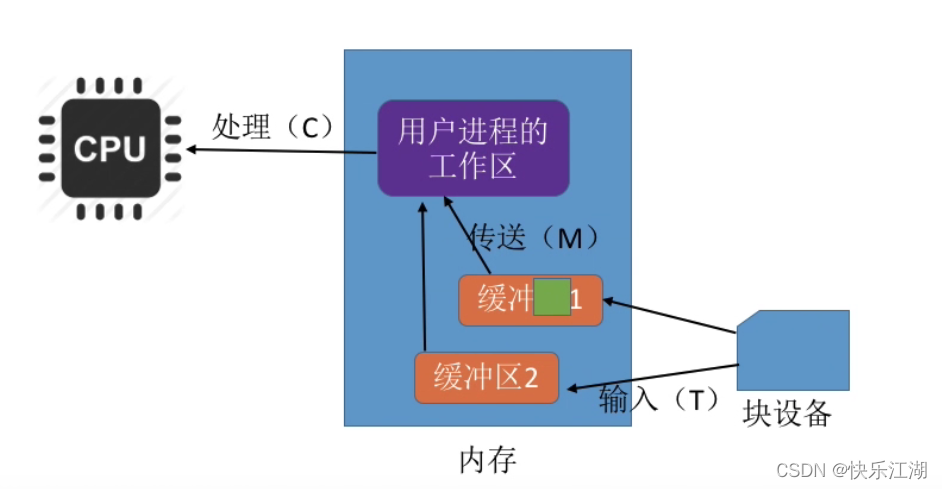 CPU
处理（C）
用户进程的
工作区
传送（M）
缓冲 1
缓冲区2
输入（T）
块设备
内存
CSDN @快乐江湖